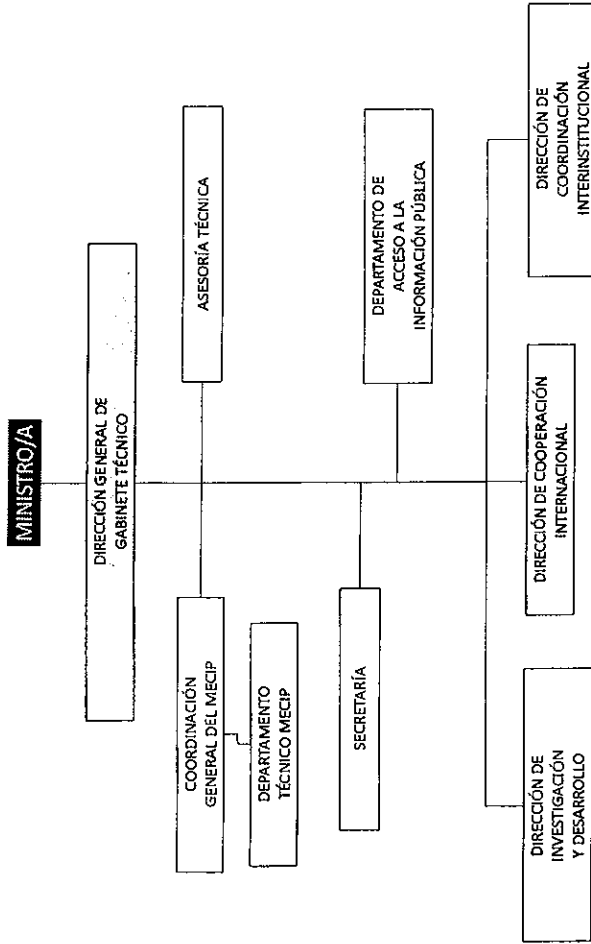 MINISTRO/A
DIRECCIÓN GENERAL DE
GABINETE TÉCNICO
COORDINACIÓN
GENERAL DEL MECIP
ASESORÍA TÉCNICA
DEPARTAMENTO
TÉCNICO MECIP
SECRETARÍA
DEPARTAMENTO DE
ACCESO A LA
INFORMACIÓN PÚBLICA
DIRECCIÓN DE
INVESTIGACIÓN
Y DESARROLLO
DIRECCIÓN DE COOPERACIÓN
INTERNACIONAL
DIRECCIÓN DE
COORDINACIÓN
INTERINSTITUCIONAL